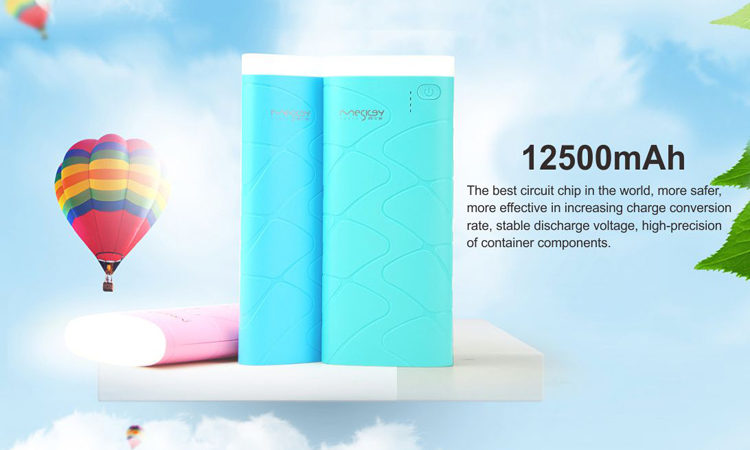 12500mAh
The best circuit chip in the world, more safer,
more effective in increasing charge conversion
rate, stable discharge voltage, high-precision
of container components.